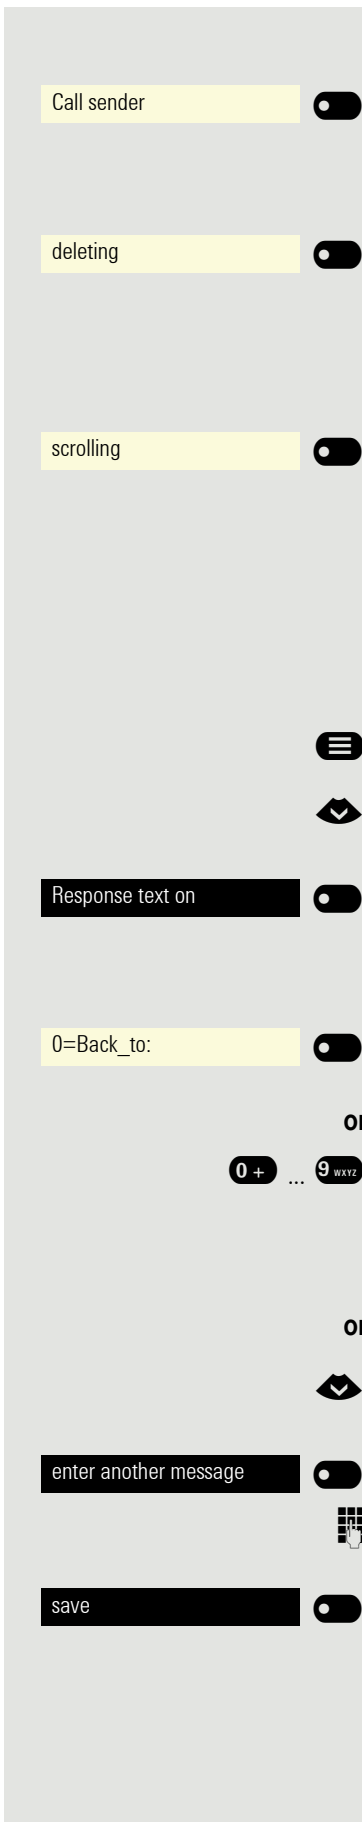 Call sender
deleting
scrolling
Response text on
0=Back_to:
or
0 + ... 9 WXYZ
or
enter another message
save